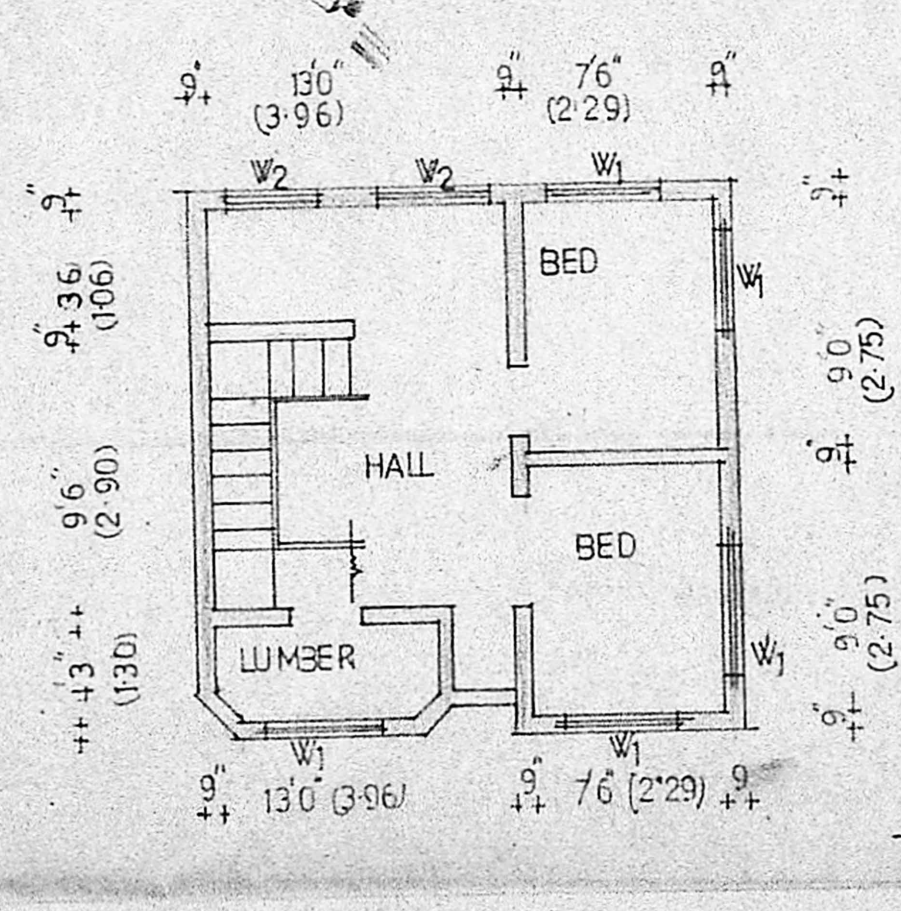 9" 13'0" 9" 7'6" 9"
(3·96) (2·29)
W2 W2 W1
9" 9"
BED
W1
9" 3'6
(1·06)
9'0
(2·75)
9"
HALL
9'6"
(2·90)
BED
9'0"
(2·75)
LUMBER
W1
4'3"
(1·30)
9"
W1 W1
9" 13'0" (3·96) 9" 7'6" (2·29) 9